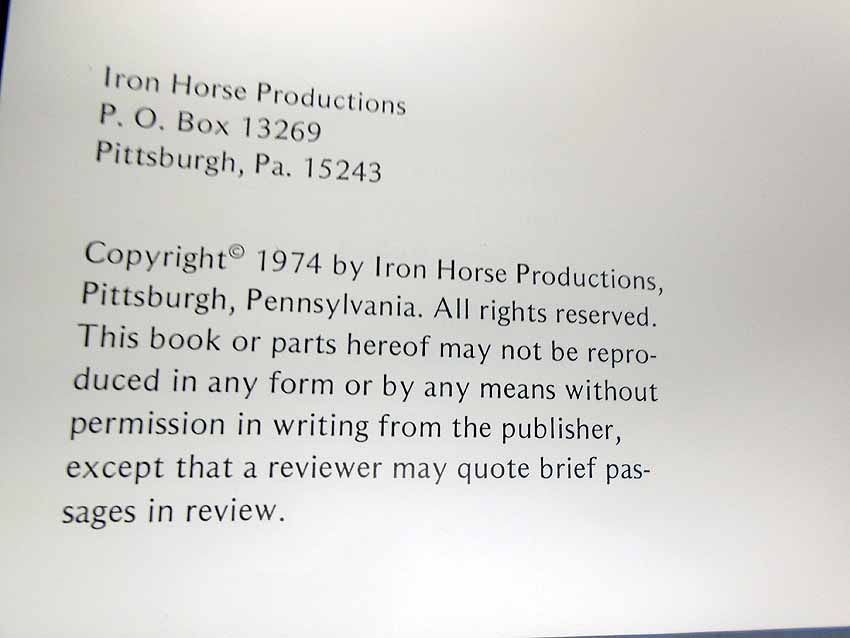 Iron Horse Productions
P. O. Box 13269
Pittsburgh, Pa. 15243
Copyright© 1974 by Iron Horse Productions,
Pittsburgh, Pennsylvania. All rights reserved.
This book or parts hereof may not be repro-
duced in any form or by any means without
permission in writing from the publisher,
except that a reviewer may quote brief pas-
sages in review.